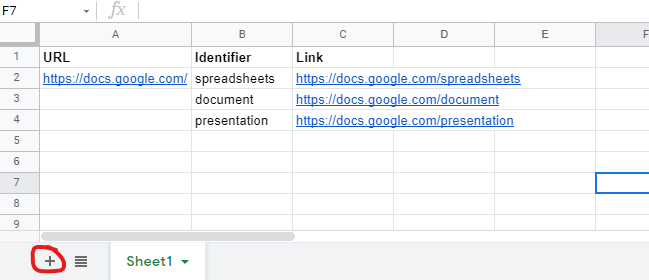 F7 fx
A B C D E F
1 URL Identifier Link
2 https://docs.google.com/ spreadsheets https://docs.google.com/spreadsheets
3 document https://docs.google.com/document
4 presentation https://docs.google.com/presentation
5
6
7
8
9
+ Sheet1